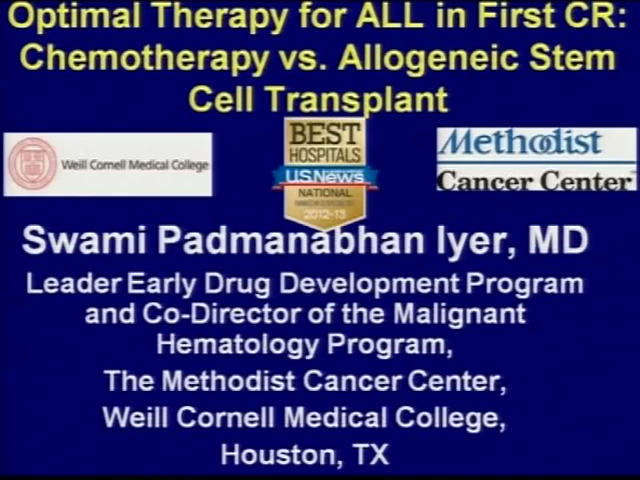 Optimal Therapy for ALL in First CR:
Chemotherapy vs. Allogeneic Stem
Cell Transplant
Weill Cornell Medical College
BEST
HOSPITALS
U.S.News
NATIONAL
2012-13
Methodist
Cancer Center
Swami Padmanabhan Iyer, MD
Leader Early Drug Development Program
and Co-Director of the Malignant
Hematology Program,
The Methodist Cancer Center,
Weill Cornell Medical College,
Houston, TX